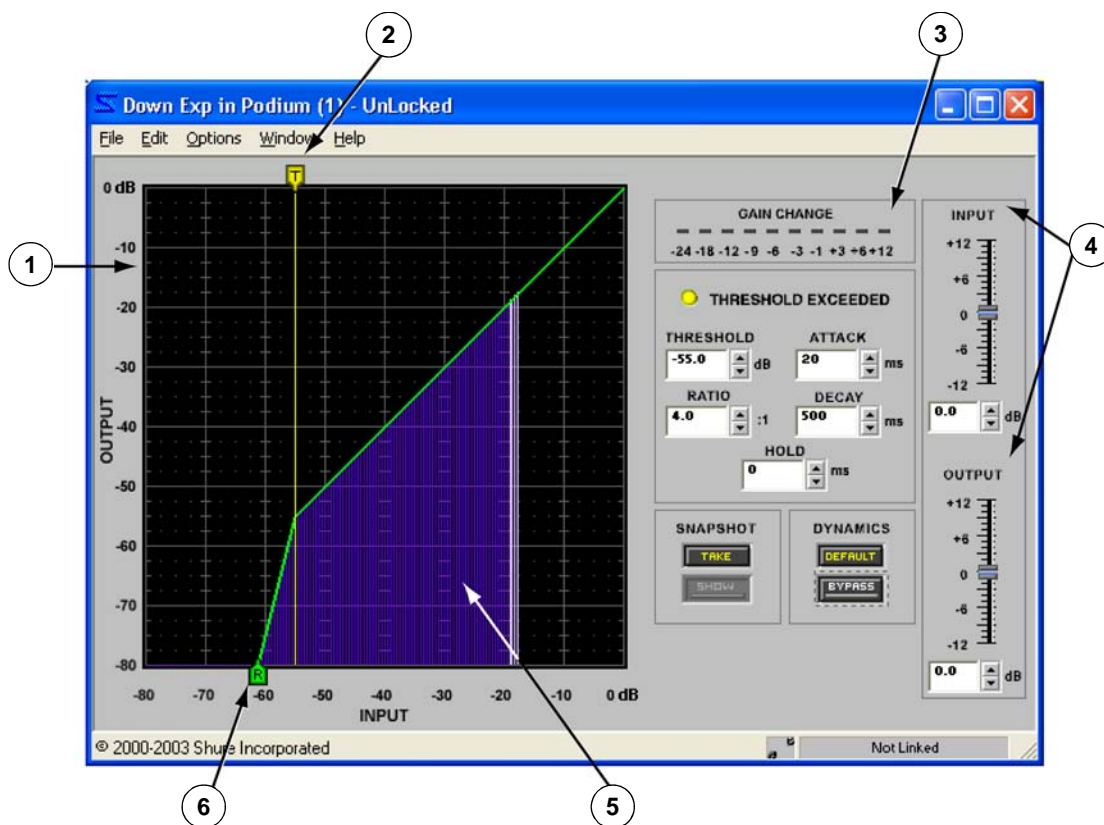 2
3
Down Exp in Podium (1) - UnLocked
File Edit Options Window Help
T
0 dB
-10
-20
-30
-40
-50
-60
-70
-80
OUTPUT
R
-80 -70 -60 -50 -40 -30 -20 -10 0 dB
INPUT
1
GAIN CHANGE
-24 -18 -12 -9 -6 -3 -1 +3 +6 +12
THRESHOLD EXCEEDED
THRESHOLD ATTACK
-55.0 dB 20 ms
RATIO DECAY
4.0 :1 500 ms
HOLD
0 ms
SNAPSHOT
TAKE
SHOW
DYNAMICS
DEFAULT
BYPASS
INPUT
+12
+6
0
-6
-12
0.0 dB
OUTPUT
+12
+6
0
-6
-12
0.0 dB
4
© 2000-2003 Shure Incorporated
Not Linked
6
5